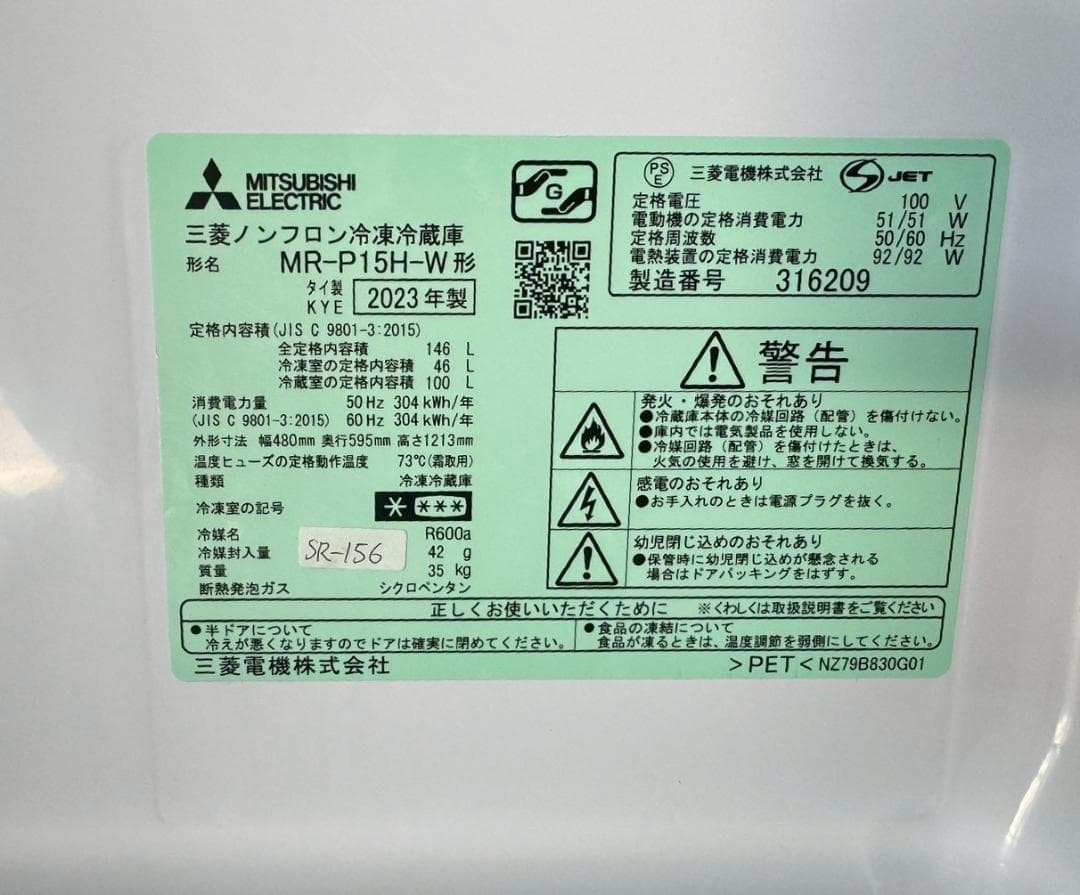 MITSUBISHI
ELECTRIC
三菱ノンフロン冷凍冷蔵庫
形名 MR-P15H-W形
タイ製
KYE 2023年製
定格内容積(JIS C 9801-3:2015)
全定格内容積 146 L
冷凍室の定格内容積 46 L
冷蔵室の定格内容積 100 L
消費電力量 50Hz 304kWh/年
(JIS C 9801-3:2015) 60Hz 304kWh/年
外形寸法 幅480mm 奥行595mm 高さ1213mm
温度ヒューズの定格動作温度 73℃(霜取用)
種類 冷凍冷蔵庫
冷凍室の記号
冷媒名 R600a
冷媒封入量 42 g
質量 35 kg
断熱発泡ガス シクロペンタン
SR-156
G
PSE 三菱電機株式会社 JET
定格電圧 100 V
電動機の定格消費電力 51/51 W
定格周波数 50/60 Hz
電熱装置の定格消費電力 92/92 W
製造番号 316209
警告
発火・爆発のおそれあり
●冷蔵庫本体の冷媒回路(配管)を傷付けない。
●庫内では電気製品を使用しない。
●冷媒回路(配管)を傷付けたときは、
火気の使用を避け、窓を開けて換気する。
感電のおそれあり
●お手入れのときは電源プラグを抜く。
幼児閉じ込めのおそれあり
●保管時に幼児閉じ込めが懸念される
場合はドアパッキングをはずす。
正しくお使いいただくために ※くわしくは取扱説明書をご覧ください
●半ドアについて
冷えが悪くなりますのでドアは確実に閉めてください。
●食品の凍結について
食品が凍るときは、温度調節を弱側にしてください。
三菱電機株式会社 >PET< NZ79B830G01